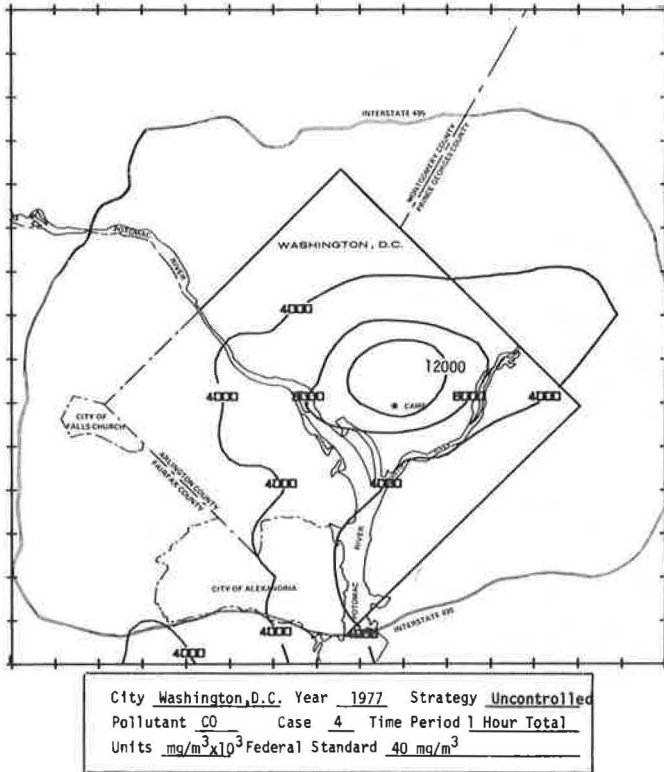 INTERSTATE 495
MONTGOMERY COUNTY
PRINCE GEORGES COUNTY
POTOMAC
RIVER
WASHINGTON, D.C.
4000
12000
4000
8000
CAMP
8000
4000
CITY OF
FALLS CHURCH
ARLINGTON COUNTY
FAIRFAX COUNTY
4000
4000
RIVER
CITY OF ALEXANDRIA
POTOMAC
INTERSTATE 495
4000
4000
4000
City Washington,D.C. Year 1977 Strategy Uncontrolled
Pollutant CO Case 4 Time Period 1 Hour Total
Units mg/m³x10³ Federal Standard 40 mg/m³